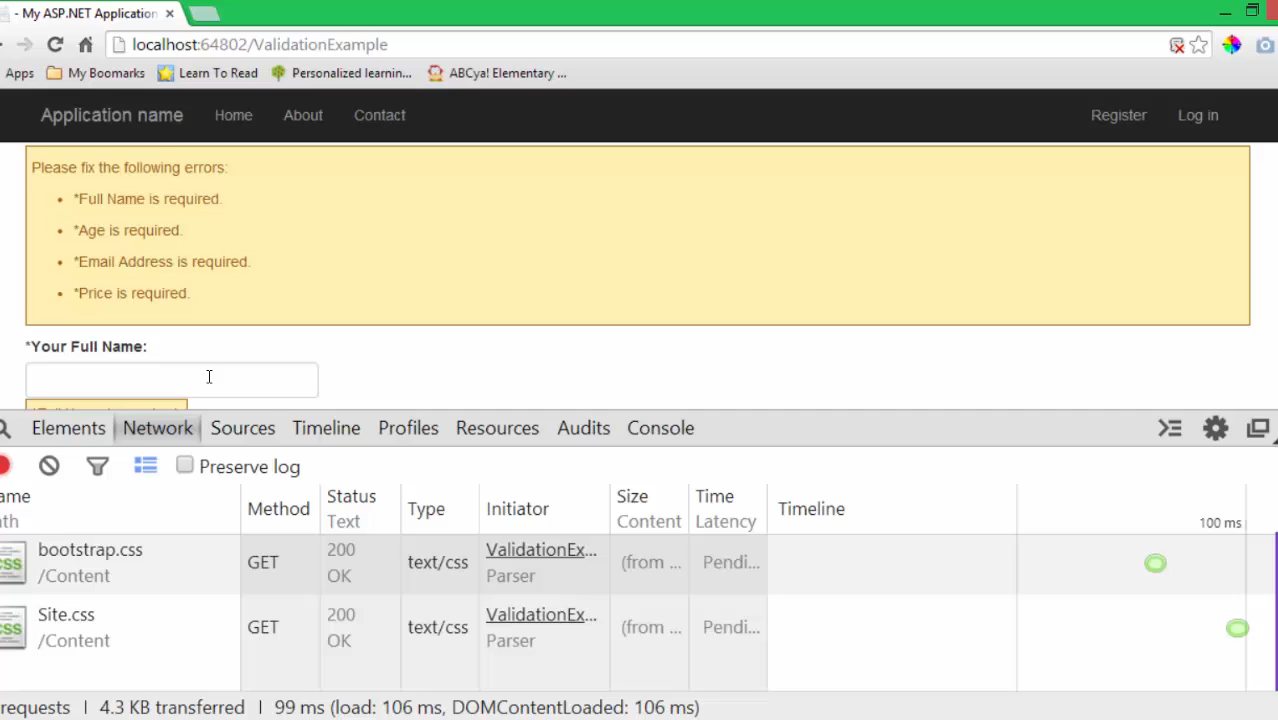 - My ASP.NET Application
localhost:64802/ValidationExample
Apps My Boomarks Learn To Read Personalized learnin... ABCya! Elementary ...
Application name Home About Contact Register Log in
Please fix the following errors:
• *Full Name is required.
• *Age is required.
• *Email Address is required.
• *Price is required.
*Your Full Name:
Elements Network Sources Timeline Profiles Resources Audits Console
Preserve log
ame Method Status Type Initiator Size Time Timeline
th Text Content Latency 100 ms
bootstrap.css GET 200 text/css ValidationEx... (from ... Pendi...
/Content OK Parser
Site.css GET 200 text/css ValidationEx... (from ... Pendi...
/Content OK Parser
requests | 4.3 KB transferred | 99 ms (load: 106 ms, DOMContentLoaded: 106 ms)